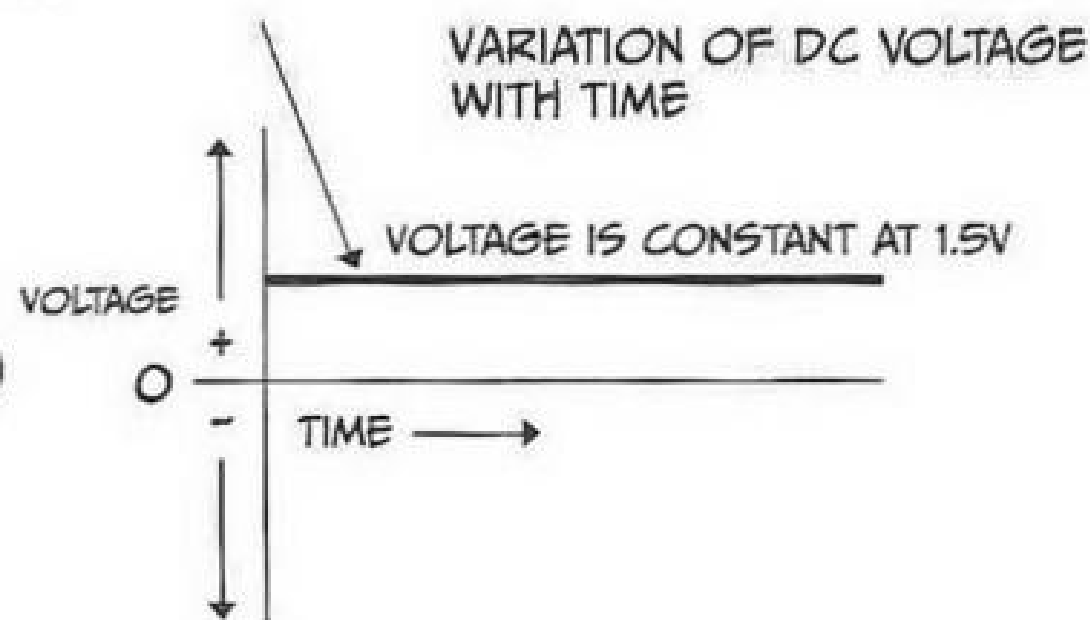 VARIATION OF DC VOLTAGE
WITH TIME
VOLTAGE IS CONSTANT AT 1.5V
VOLTAGE
+
O
-
TIME